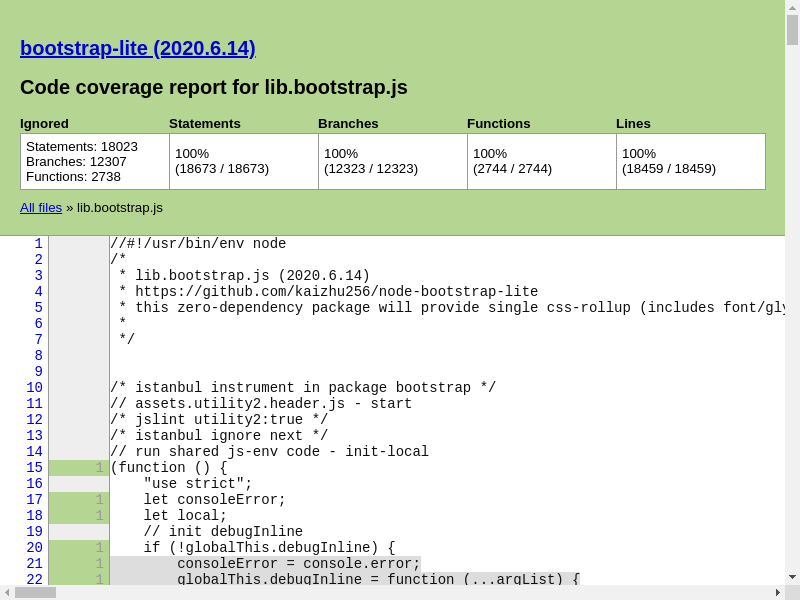 bootstrap-lite (2020.6.14)
Code coverage report for lib.bootstrap.js
Ignored Statements Branches Functions Lines
Statements: 18023
Branches: 12307
Functions: 2738
100%
(18673 / 18673)
100%
(12323 / 12323)
100%
(2744 / 2744)
100%
(18459 / 18459)
All files » lib.bootstrap.js
1 //#!/usr/bin/env node
2 /*
3  * lib.bootstrap.js (2020.6.14)
4  * https://github.com/kaizhu256/node-bootstrap-lite
5  * this zero-dependency package will provide single css-rollup (includes font/gly
6  *
7  */
8
9
10 /* istanbul instrument in package bootstrap */
11 // assets.utility2.header.js - start
12 /* jslint utility2:true */
13 /* istanbul ignore next */
14 // run shared js-env code - init-local
15 1 (function () {
16     "use strict";
17 1     let consoleError;
18 1     let local;
19     // init debugInline
20 1     if (!globalThis.debugInline) {
21 1         consoleError = console.error;
22 1         globalThis.debugInline = function (...argList) {